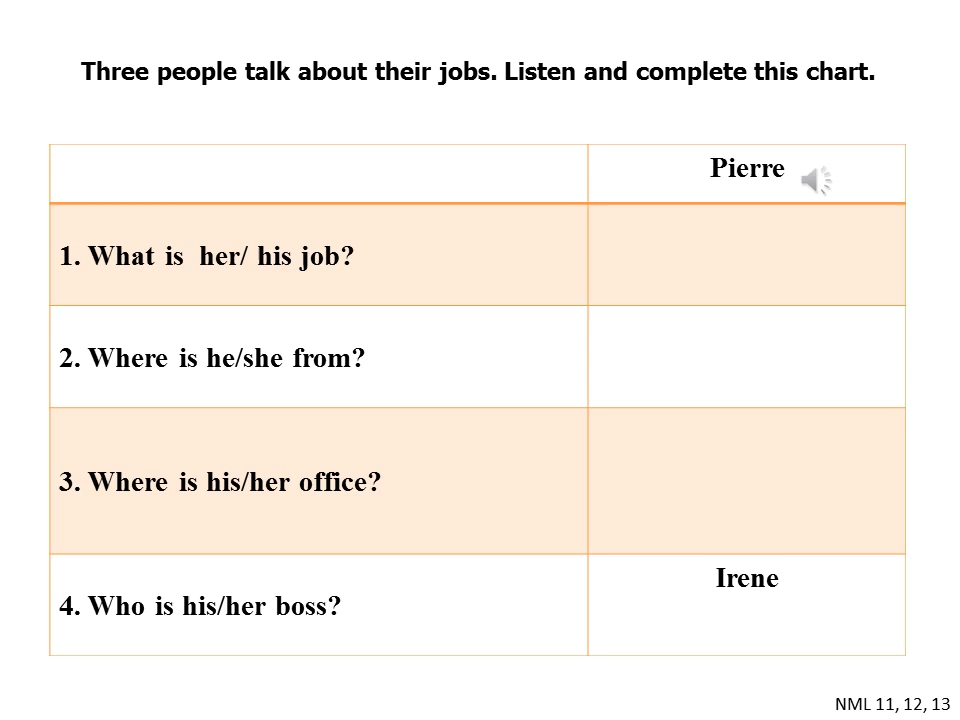 Three people talk about their jobs. Listen and complete this chart.
Pierre
1. What is her/ his job?
2. Where is he/she from?
3. Where is his/her office?
4. Who is his/her boss?
Irene
NML 11, 12, 13